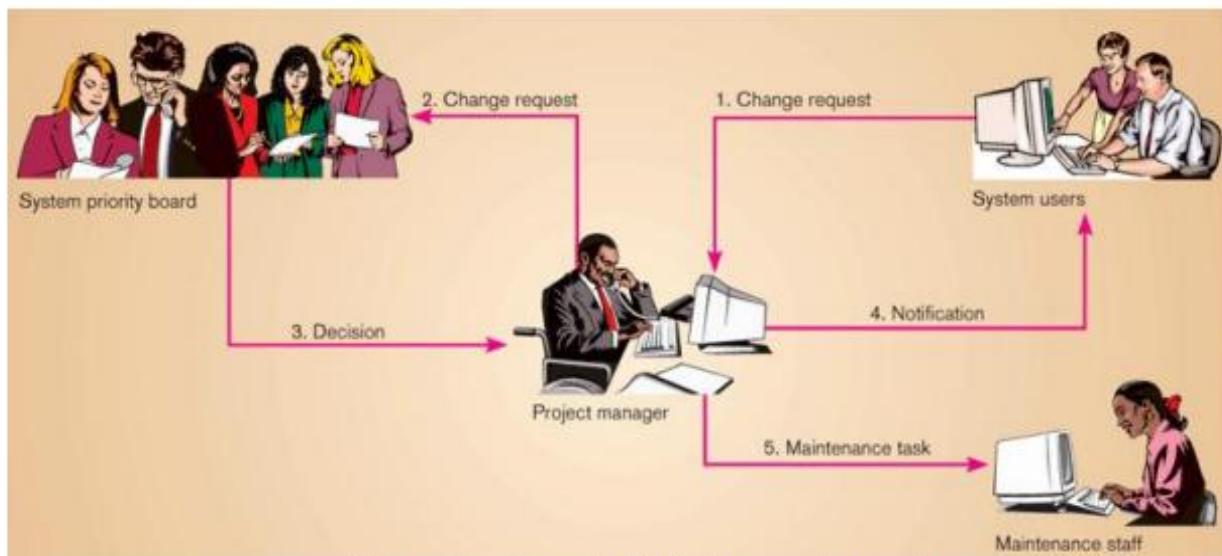 2. Change request
1. Change request
System priority board
System users
3. Decision
4. Notification
Project manager
5. Maintenance task
Maintenance staff